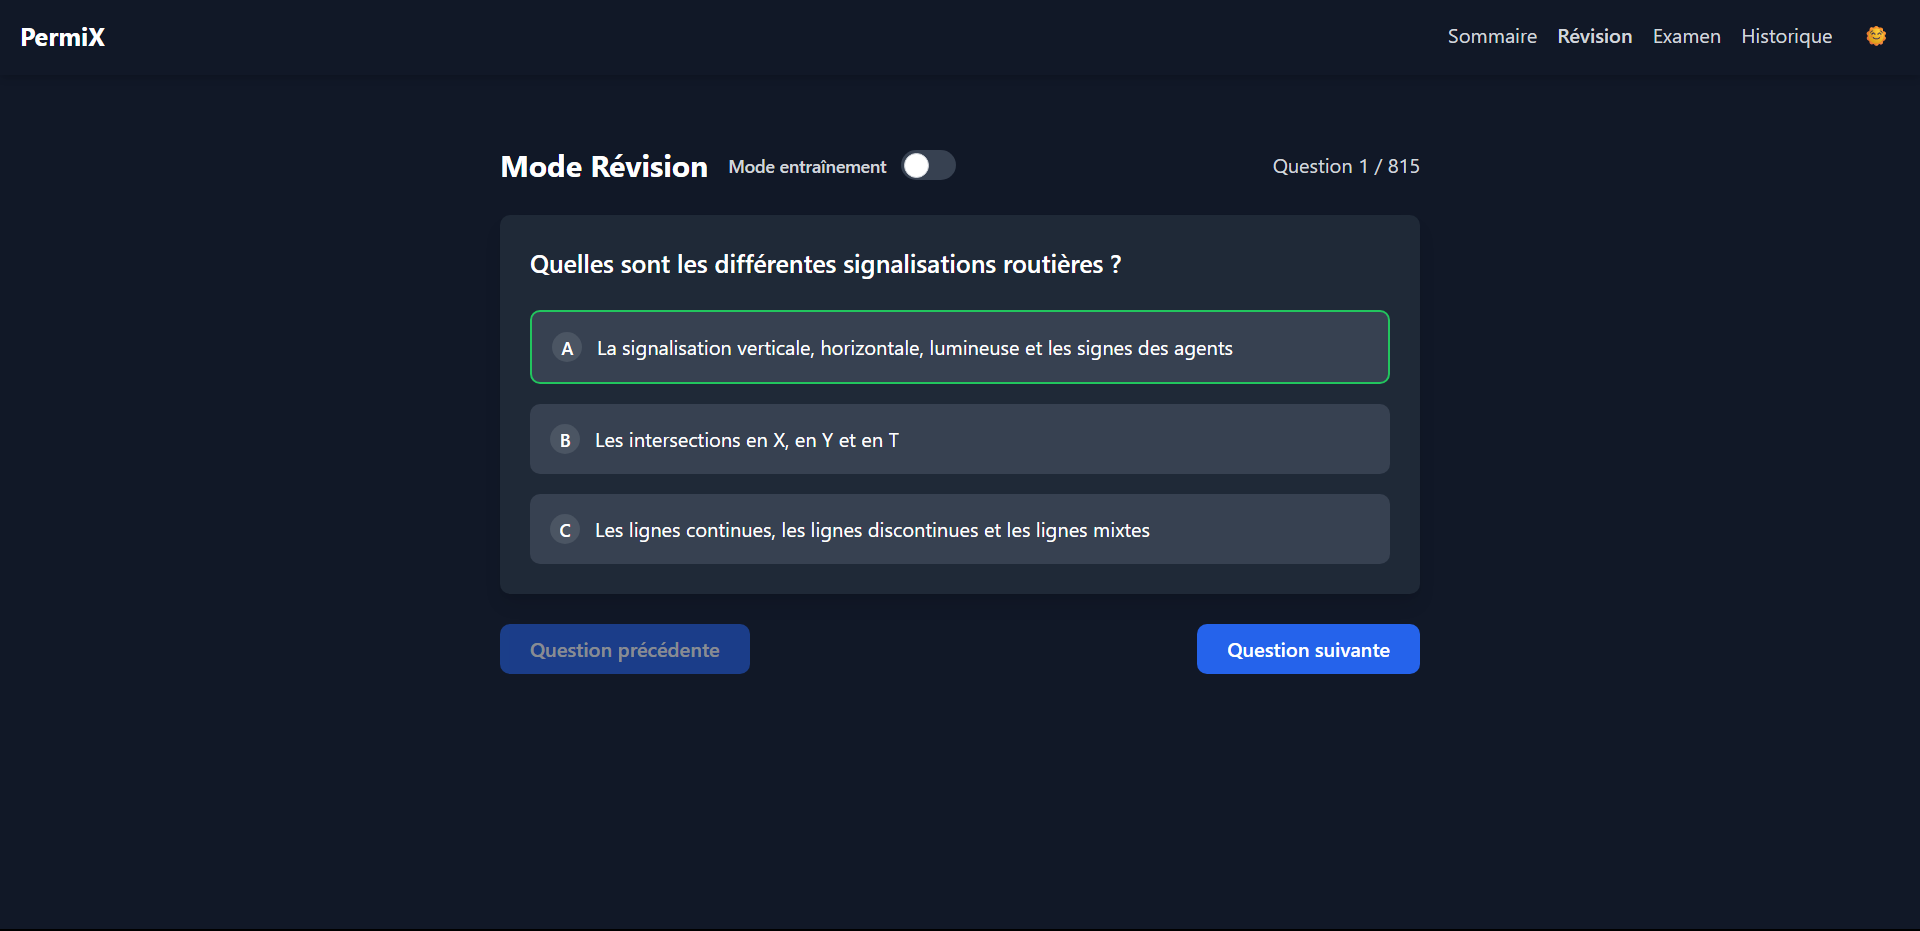 PermiX
Sommaire Révision Examen Historique
Mode Révision Mode entraînement Question 1 / 815
Quelles sont les différentes signalisations routières ?
A La signalisation verticale, horizontale, lumineuse et les signes des agents
B Les intersections en X, en Y et en T
C Les lignes continues, les lignes discontinues et les lignes mixtes
Question précédente Question suivante